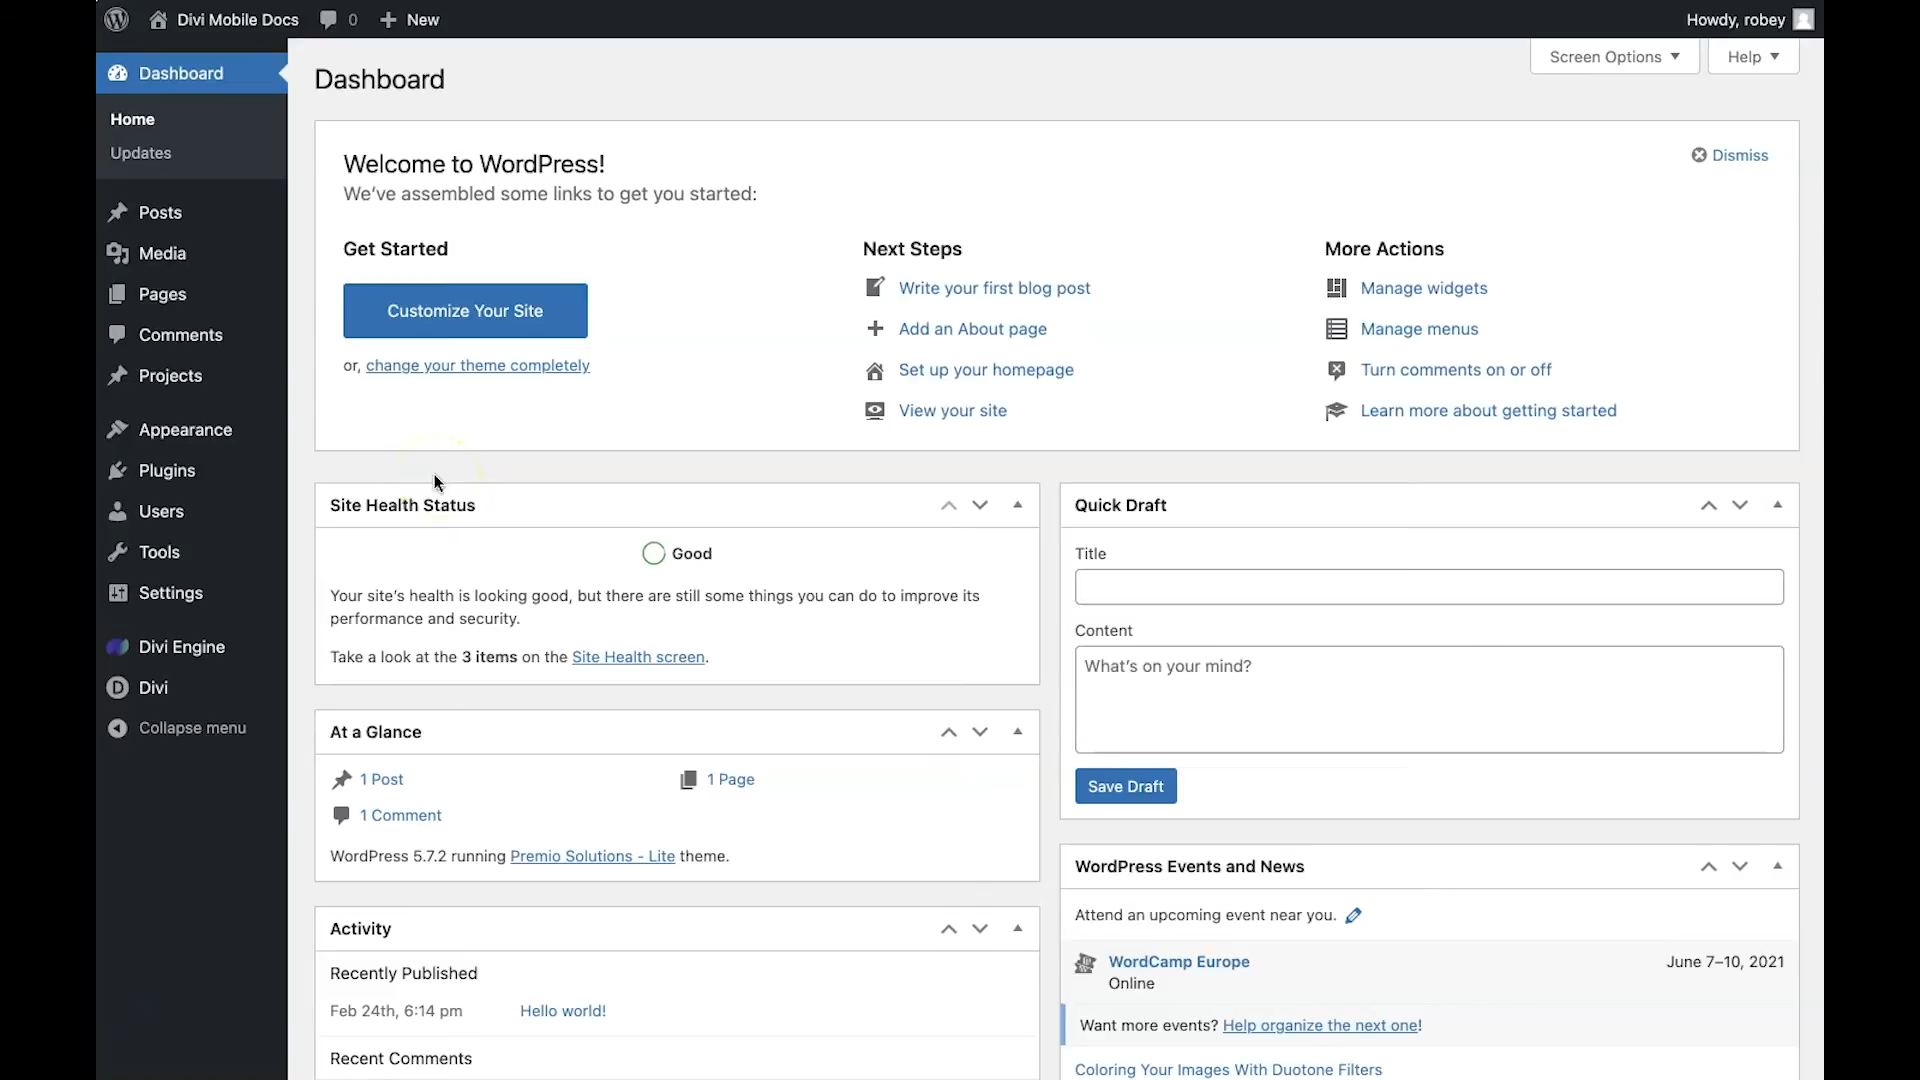 Divi Mobile Docs
0
New
Howdy, robey
Dashboard
Home
Updates
Posts
Media
Pages
Comments
Projects
Appearance
Plugins
Users
Tools
Settings
Divi Engine
D
Divi
Collapse menu
Dashboard
Screen Options
Help
Welcome to WordPress!
We've assembled some links to get you started:
Dismiss
Get Started
Customize Your Site
or, change your theme completely
Next Steps
Write your first blog post
Add an About page
Set up your homepage
View your site
More Actions
Manage widgets
Manage menus
Turn comments on or off
Learn more about getting started
Site Health Status
Good
Your site's health is looking good, but there are still some things you can do to improve its
performance and security.
Take a look at the 3 items on the Site Health screen.
At a Glance
1 Post
1 Page
1 Comment
WordPress 5.7.2 running Premio Solutions - Lite theme.
Activity
Recently Published
Feb 24th, 6:14 pm
Hello world!
Recent Comments
Quick Draft
Title
Content
What's on your mind?
Save Draft
WordPress Events and News
Attend an upcoming event near you.
WordCamp Europe
June 7–10, 2021
Online
Want more events? Help organize the next one!
Coloring Your Images With Duotone Filters